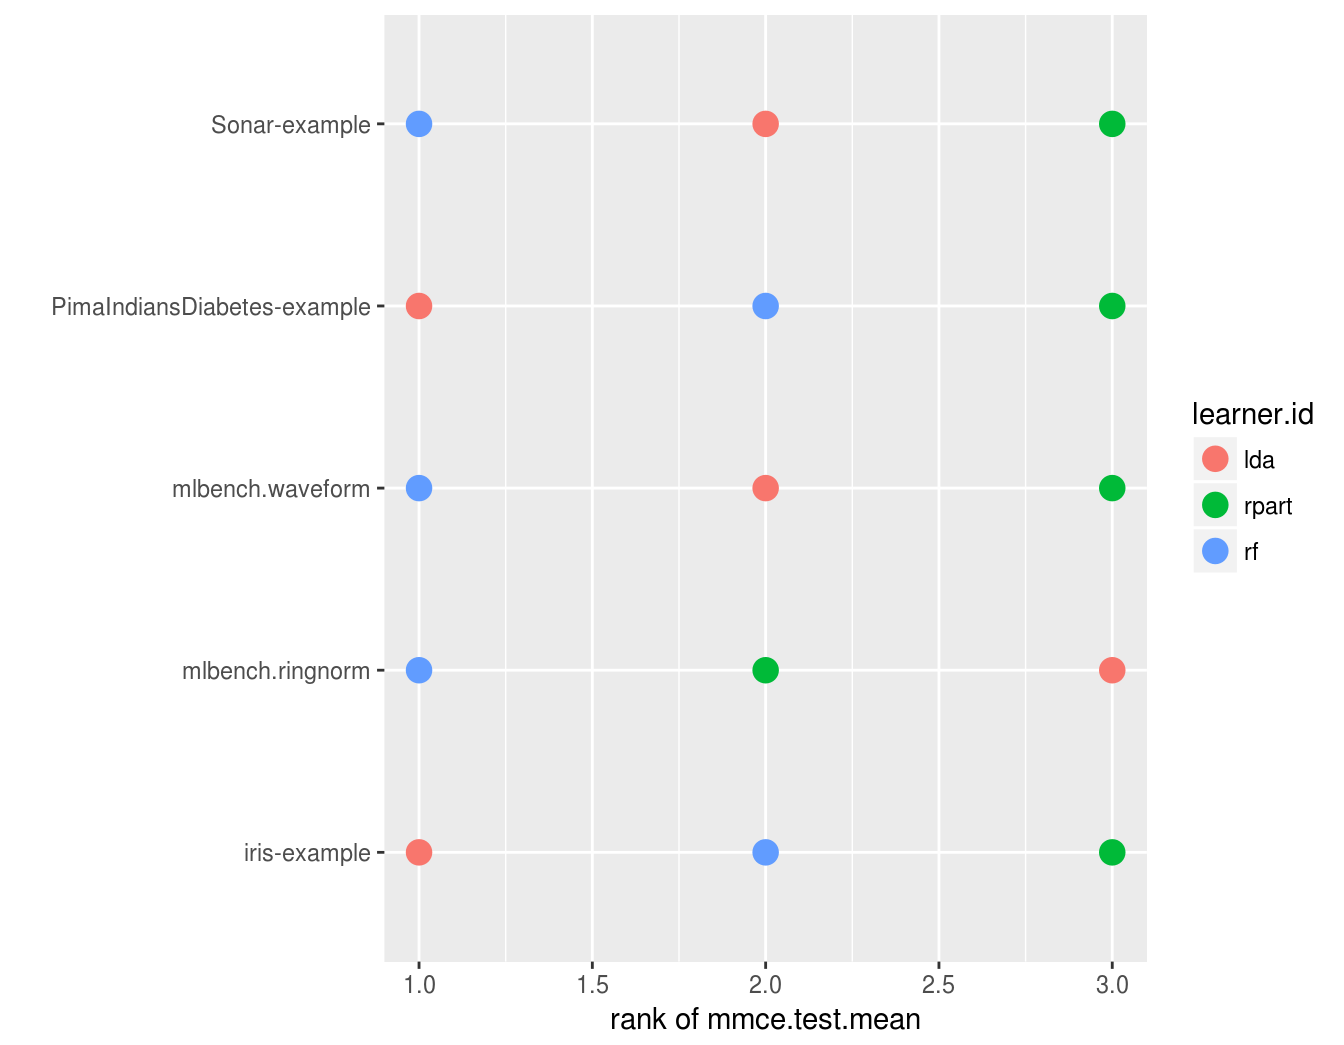 Sonar-example
PimaIndiansDiabetes-example
mlbench.waveform
mlbench.ringnorm
iris-example
1.0 1.5 2.0 2.5 3.0
rank of mmce.test.mean
learner.id
lda
rpart
rf